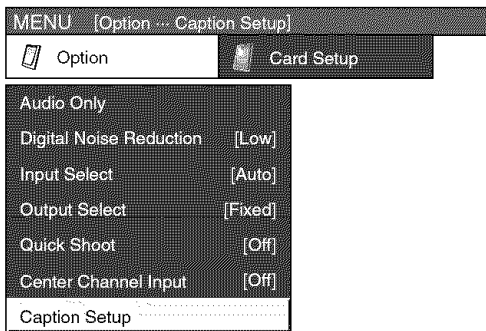 MENU [Option ··· Caption Setup]
Option Card Setup
Audio Only
Digital Noise Reduction [Low]
Input Select [Auto]
Output Select [Fixed]
Quick Shoot [Off]
Center Channel Input [Off]
Caption Setup